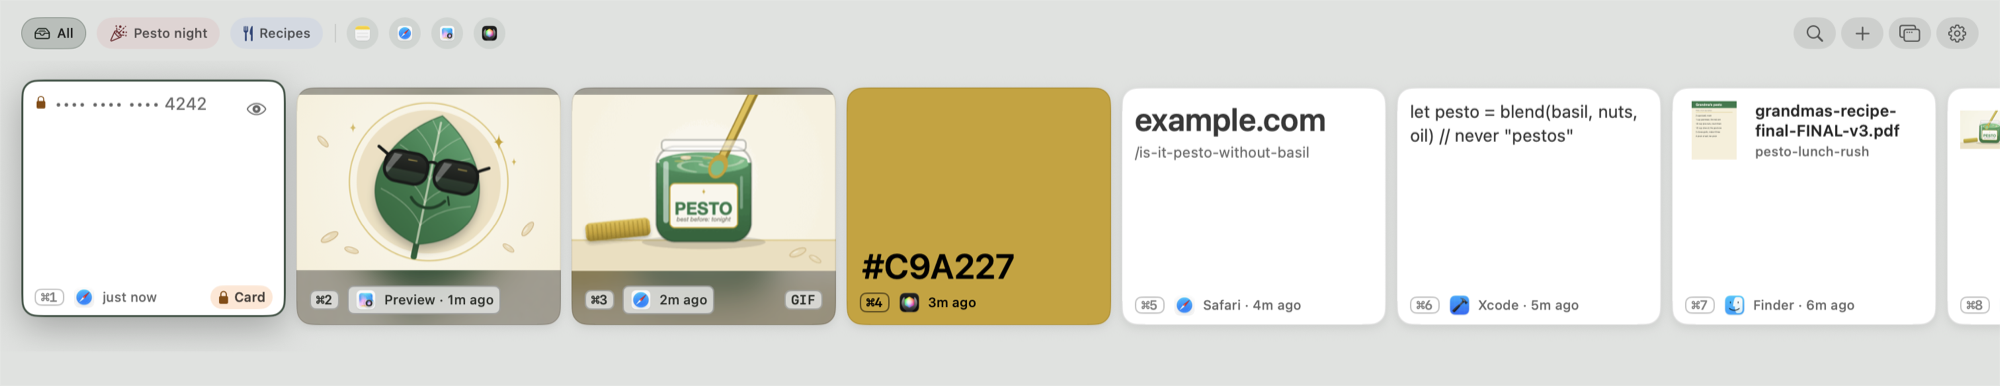 All
Pesto night
Recipes
•••• •••• •••• 4242
⌘1
just now
Card
PESTO
best before: tonight
⌘2
Preview · 1m ago
⌘3
2m ago
GIF
#C9A227
⌘4
3m ago
example.com
/is-it-pesto-without-basil
⌘5
Safari · 4m ago
let pesto = blend(basil, nuts,
oil) // never "pestos"
⌘6
Xcode · 5m ago
grandmas-recipe-
final-FINAL-v3.pdf
pesto-lunch-rush
⌘7
Finder · 6m ago
⌘8